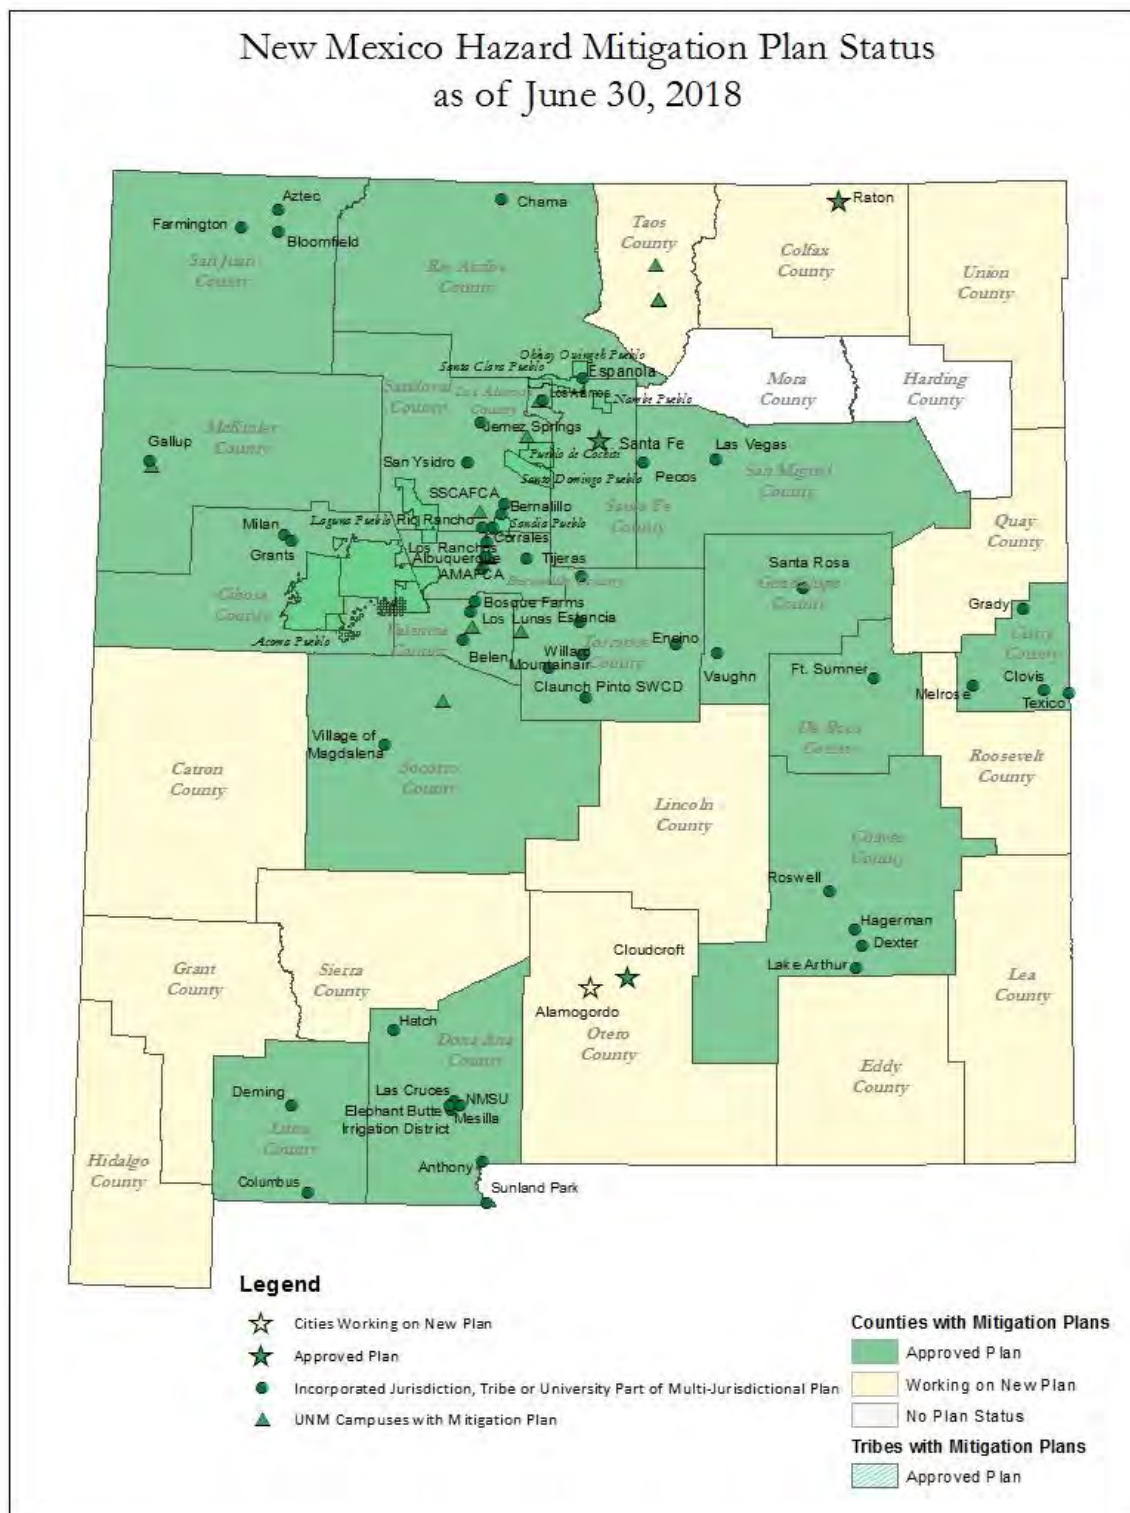 New Mexico Hazard Mitigation Plan Status
as of June 30, 2018
Aztec
Chama
Raton
Farmington
Bloomfield
Taos
County
Colfax
County
San Juan
County
Rio Arriba
County
Union
County
Ohkay Owingeh Pueblo
Santa Clara Pueblo
Espanola
Mora
County
Harding
County
Sandoval
County
Los Alamos
County
Los Alamos
Nambe Pueblo
McKinley
County
Jemez Springs
Gallup
Santa Fe
Las Vegas
Pueblo de Cochiti
San Ysidro
Pecos
San Miguel
County
Santo Domingo Pueblo
SSCAFCA
Bernalillo
Santa Fe
County
Quay
County
Milan
Laguna Pueblo
Rio Rancho
Sandia Pueblo
Corrales
Grants
Los Ranchos
Albuquerque
Tijeras
Santa Rosa
AMAFCA
Bernalillo County
Guadalupe
County
Cibola
County
Bosque Farms
Grady
Los Lunas
Estancia
Curry
County
Acoma Pueblo
Valencia
County
Encino
Torrance
County
Belen
Willard
Mountainair
Vaughn
Ft. Sumner
Clovis
Claunch Pinto SWCD
Melrose
Texico
Village of
Magdalena
De Baca
County
Catron
County
Socorro
County
Roosevelt
County
Lincoln
County
Chaves
County
Roswell
Hagerman
Dexter
Cloudcroft
Lake Arthur
Grant
County
Sierra
County
Lea
County
Alamogordo
Hatch
Otero
County
Dona Ana
County
Eddy
County
Deming
Las Cruces
NMSU
Elephant Butte
Mesilla
Irrigation District
Luna
County
Hidalgo
County
Anthony
Columbus
Sunland Park
Legend
Cities Working on New Plan
Approved Plan
Incorporated Jurisdiction, Tribe or University Part of Multi-Jurisdictional Plan
UNM Campuses with Mitigation Plan
Counties with Mitigation Plans
Approved Plan
Working on New Plan
No Plan Status
Tribes with Mitigation Plans
Approved Plan